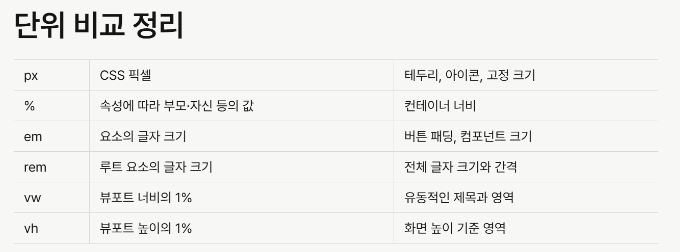 단위 비교 정리
px CSS 픽셀 테두리, 아이콘, 고정 크기
% 속성에 따라 부모·자신 등의 값 컨테이너 너비
em 요소의 글자 크기 버튼 패딩, 컴포넌트 크기
rem 루트 요소의 글자 크기 전체 글자 크기와 간격
vw 뷰포트 너비의 1% 유동적인 제목과 영역
vh 뷰포트 높이의 1% 화면 높이 기준 영역